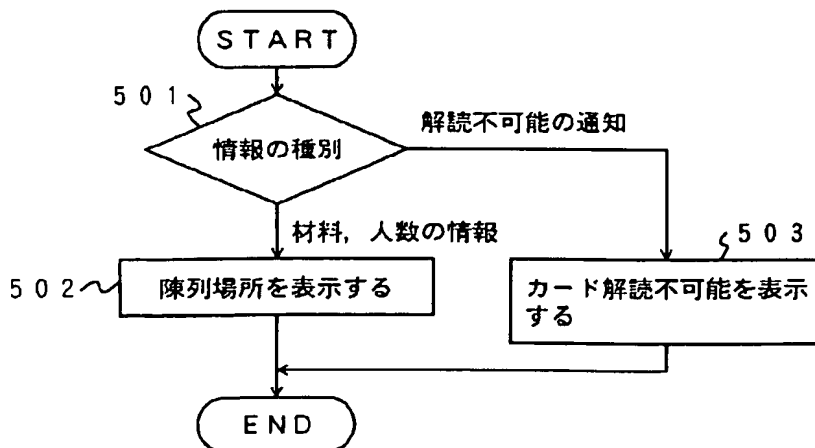 START
501
情報の種別
解読不可能の通知
材料，人数の情報
502
陳列場所を表示する
503
カード解読不可能を表示
する
END